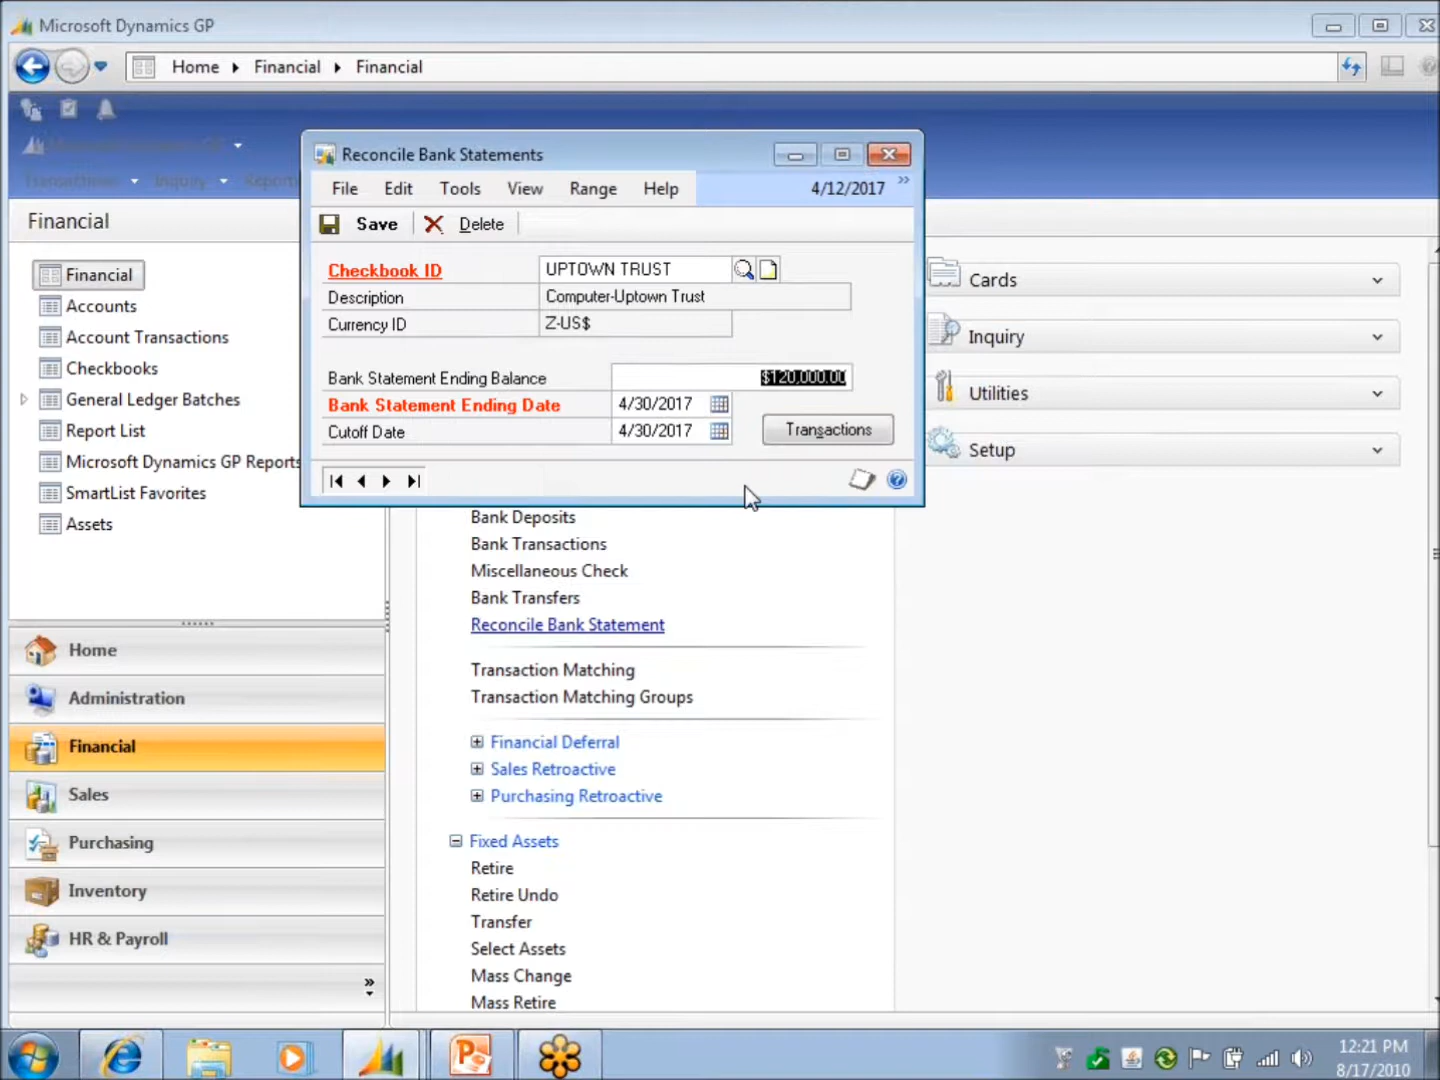 Microsoft Dynamics GP
Home Financial Financial
Reconcile Bank Statements
File Edit Tools View Range Help 4/12/2017
Save Delete
Checkbook ID UPTOWN TRUST
Description Computer-Uptown Trust
Currency ID Z-US$
Bank Statement Ending Balance $120,000.00
Bank Statement Ending Date 4/30/2017
Cutoff Date 4/30/2017
Transactions
Financial
Financial
Accounts
Account Transactions
Checkbooks
General Ledger Batches
Report List
Microsoft Dynamics GP Reports
SmartList Favorites
Assets
Home
Administration
Financial
Sales
Purchasing
Inventory
HR & Payroll
Bank Deposits
Bank Transactions
Miscellaneous Check
Bank Transfers
Reconcile Bank Statement
Transaction Matching
Transaction Matching Groups
Financial Deferral
Sales Retroactive
Purchasing Retroactive
Fixed Assets
Retire
Retire Undo
Transfer
Select Assets
Mass Change
Mass Retire
Cards
Inquiry
Utilities
Setup
12:21 PM
8/17/2010